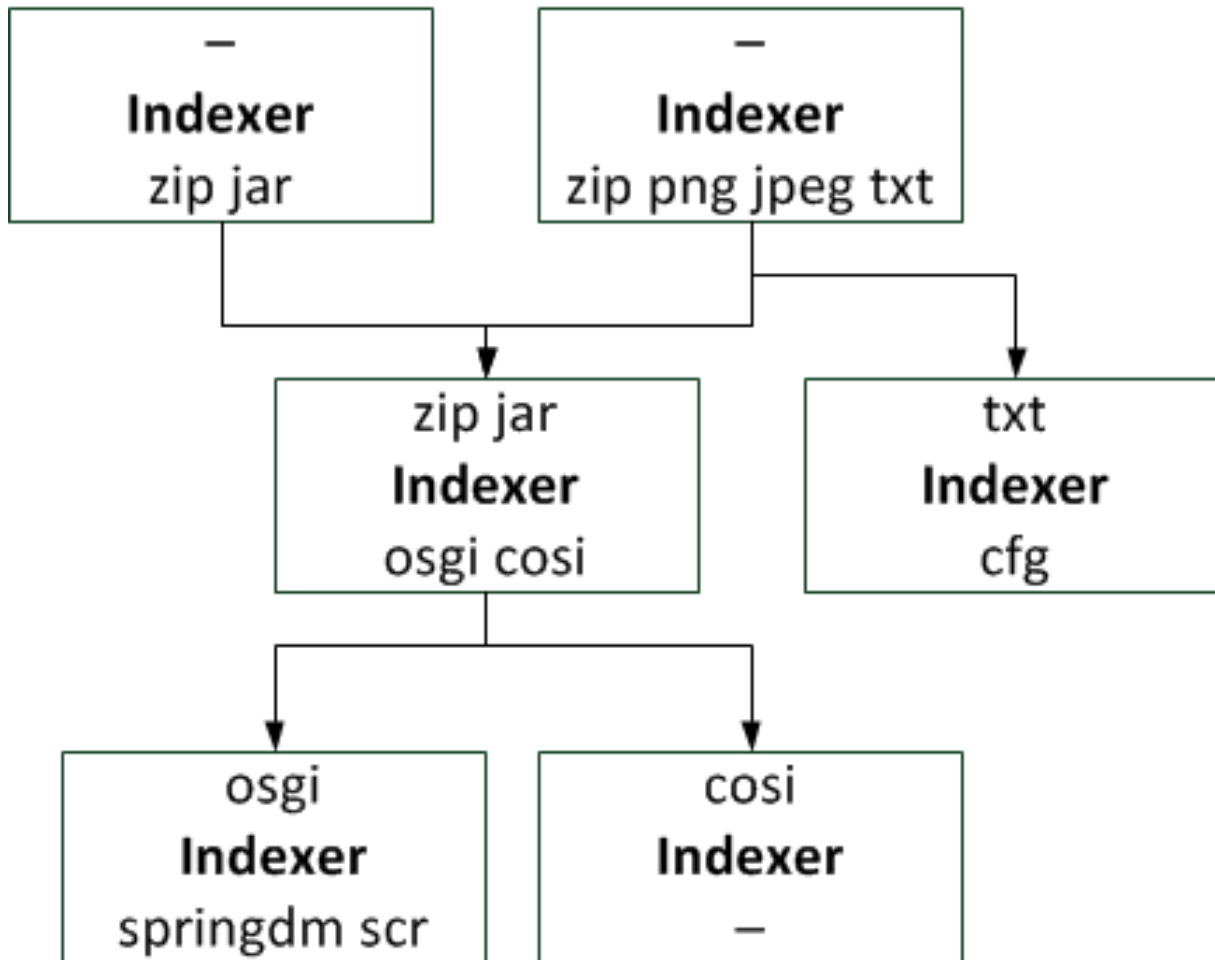 –
Indexer
zip jar
–
Indexer
zip png jpeg txt
zip jar
Indexer
osgi cosi
txt
Indexer
cfg
osgi
Indexer
springdm scr
cosi
Indexer
–